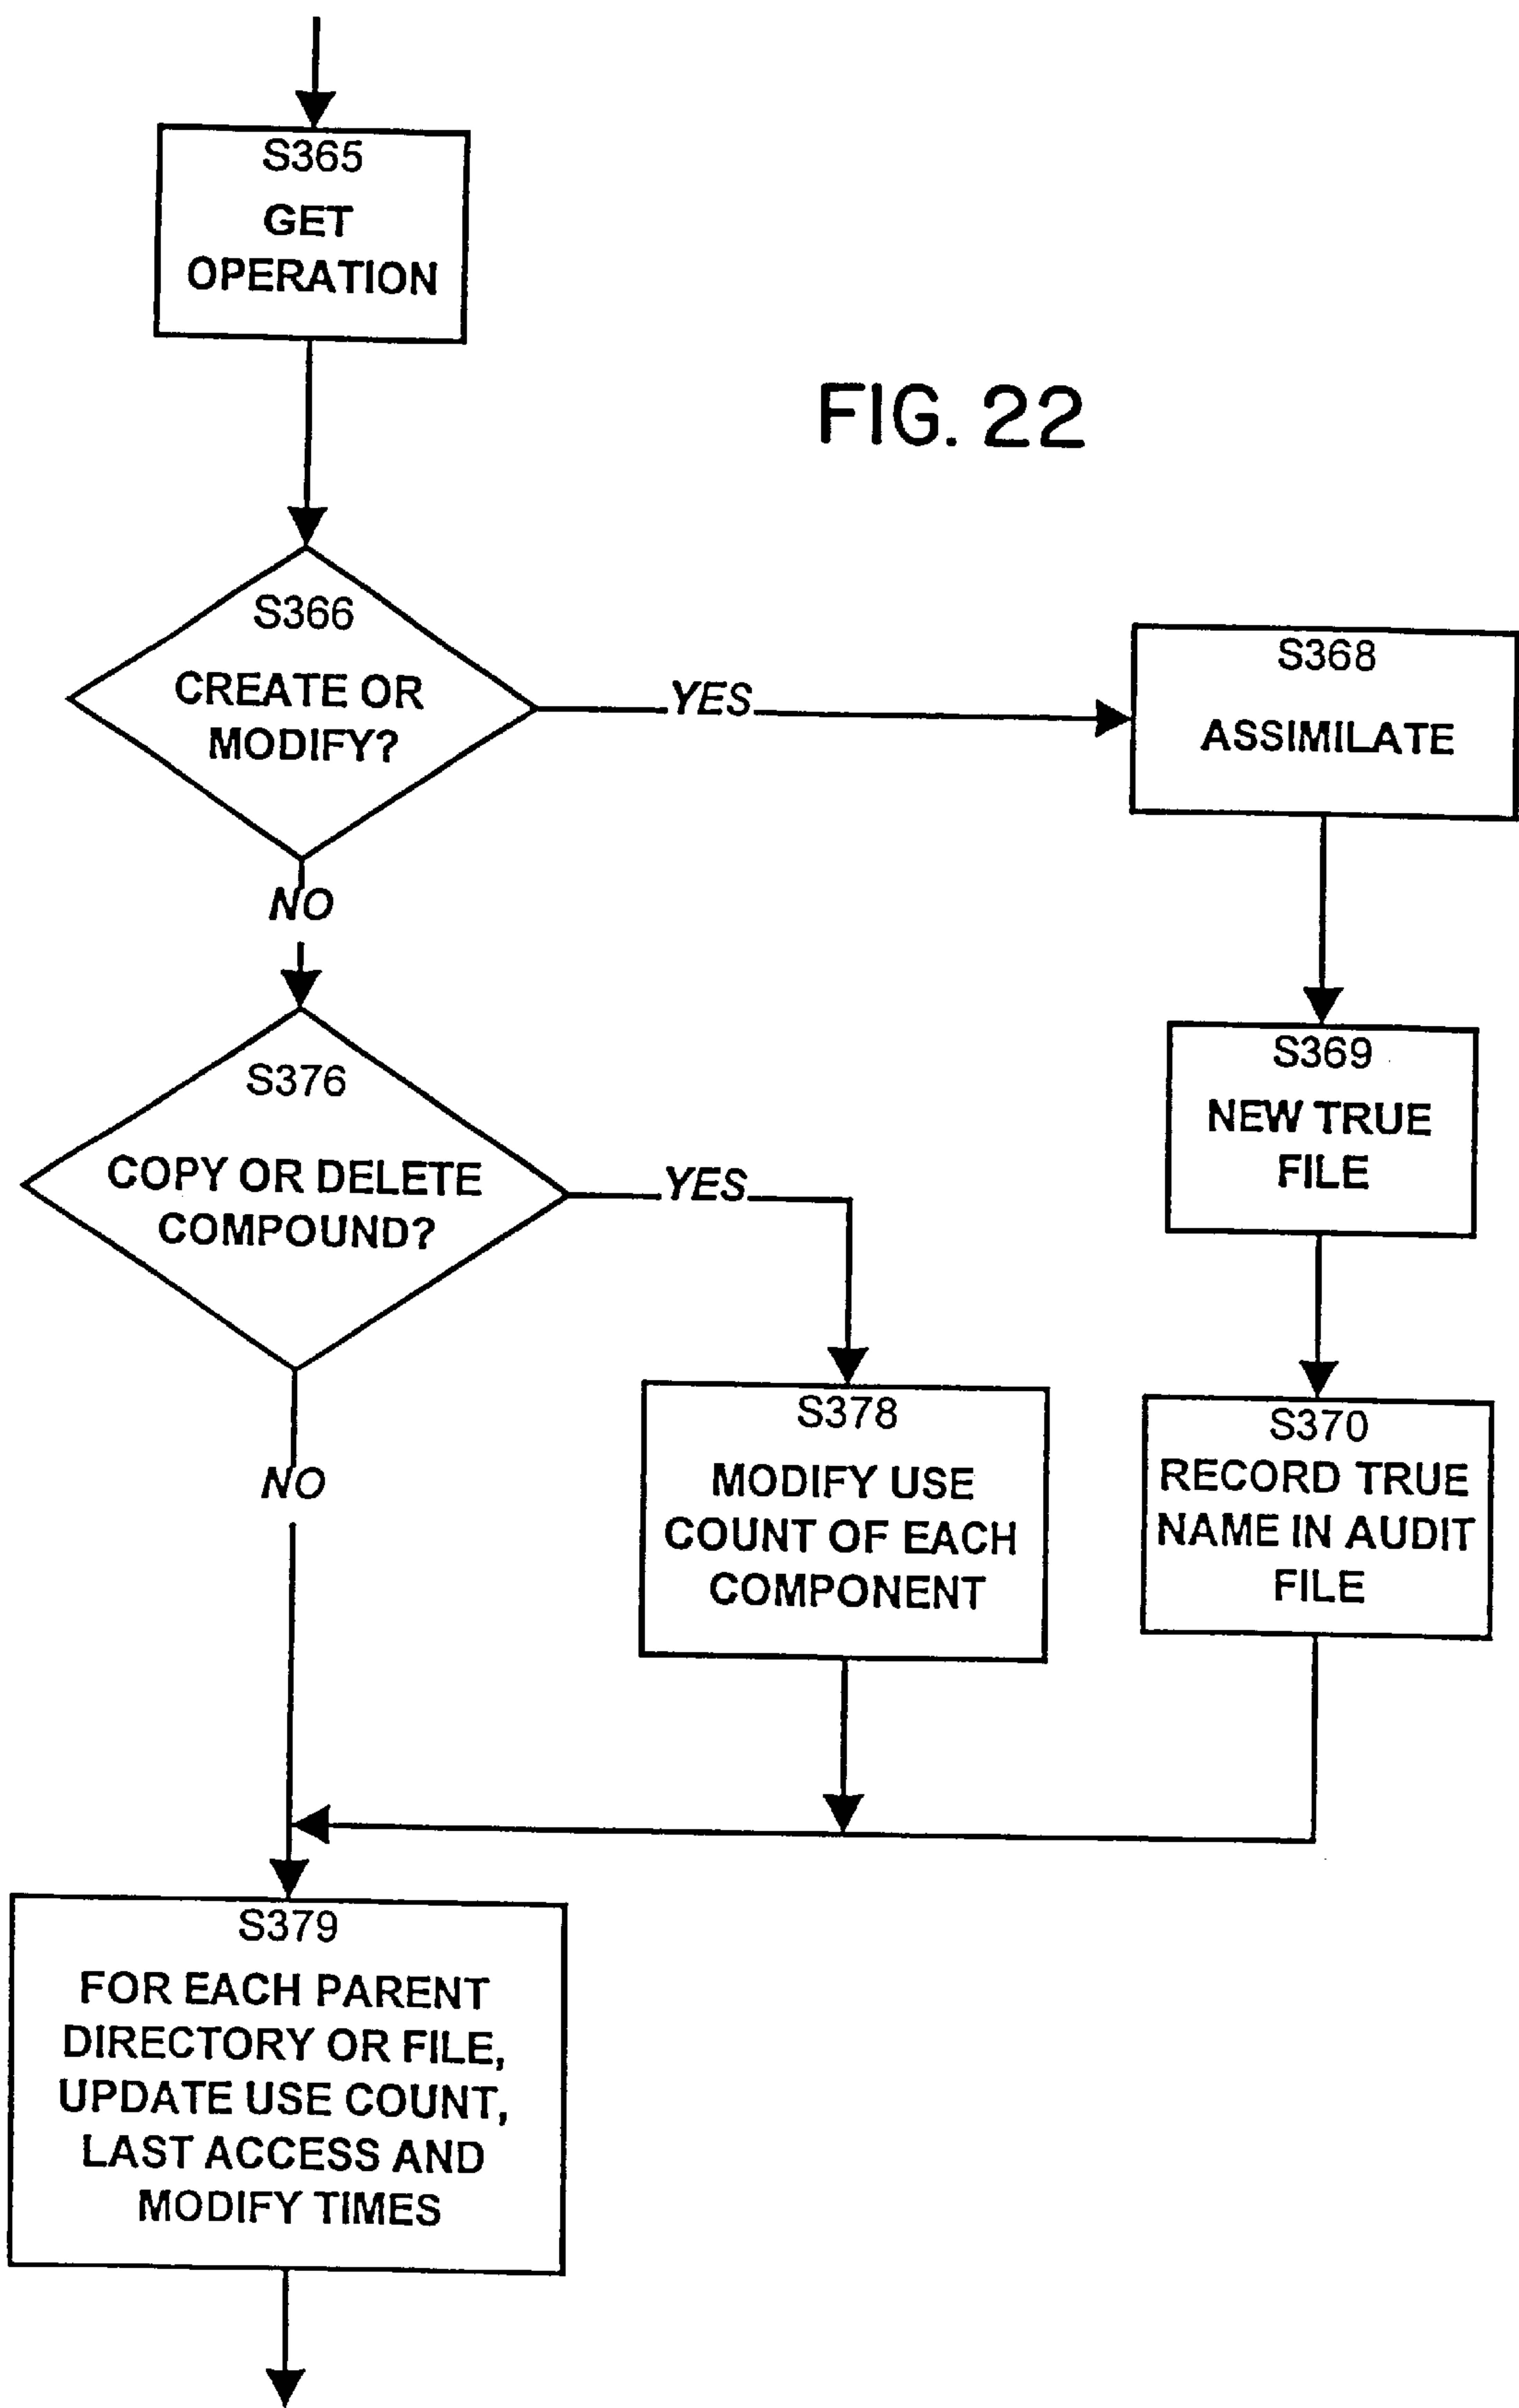 S365
GET
OPERATION
FIG. 22
S366
CREATE OR
MODIFY?
YES
S368
ASSIMILATE
NO
S369
NEW TRUE
FILE
S376
COPY OR DELETE
COMPOUND?
YES
S378
MODIFY USE
COUNT OF EACH
COMPONENT
S370
RECORD TRUE
NAME IN AUDIT
FILE
NO
S379
FOR EACH PARENT
DIRECTORY OR FILE,
UPDATE USE COUNT,
LAST ACCESS AND
MODIFY TIMES